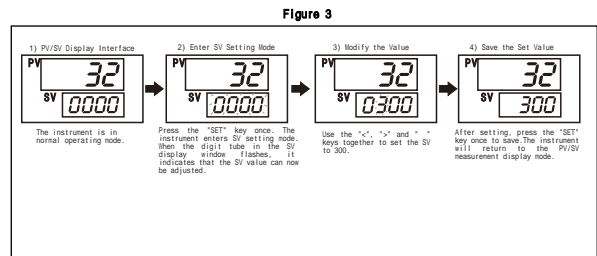 Figure 3
1) PV/SV Display Interface
PV
32
SV
0000
The instrument is in
normal operating mode.
2) Enter SV Setting Mode
PV
32
SV
0000
Press the "SET" key once. The
instrument enters SV setting mode.
When the digit tube in the SV
display window flashes, it
indicates that the SV value can now
be adjusted.
3) Modify the Value
PV
32
SV
0300
Use the "<", ">" and " "
keys together to set the SV
to 300.
4) Save the Set Value
PV
32
SV
300
After setting, press the "SET"
key once to save.The instrument
will return to the PV/SV
neasurement display mode.